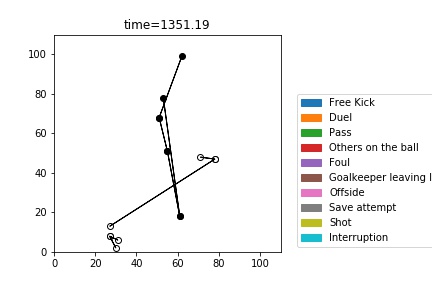 time=1351.19
100
80
60
40
20
0
0 20 40 60 80 100
Free Kick
Duel
Pass
Others on the ball
Foul
Goalkeeper leaving l
Offside
Save attempt
Shot
Interruption